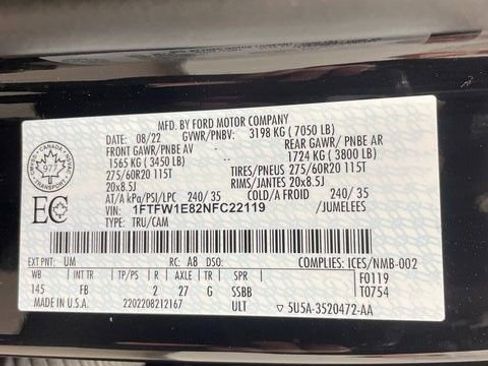 MFD. BY FORD MOTOR COMPANY
DATE: 08/22 GVWR/PNBV: 3198 KG ( 7050 LB)
FRONT GAWR/PNBE AV REAR GAWR/ PNBE AR
1565 KG ( 3450 LB) 1724 KG ( 3800 LB)
275/60R20 115T TIRES/PNEUS 275/60R20 115T
20x8.5J RIMS/JANTES 20x8.5J
AT/A kPa/PSI/LPC 240/ 35 COLD/A FROID 240/ 35
VIN: 1FTFW1E82NFC22119 /JUMELEES
TYPE: TRU/CAM
CANADA
977
EC
EXT PNT: UM RC: A8 DSO: COMPLIES: ICES/NMB-002
WB INT TR TP/PS R AXLE TR SPR F0119
145 FB 2 27 G SSBB T0754
MADE IN U.S.A. 2202208212167 ULT 5U5A-3520472-AA